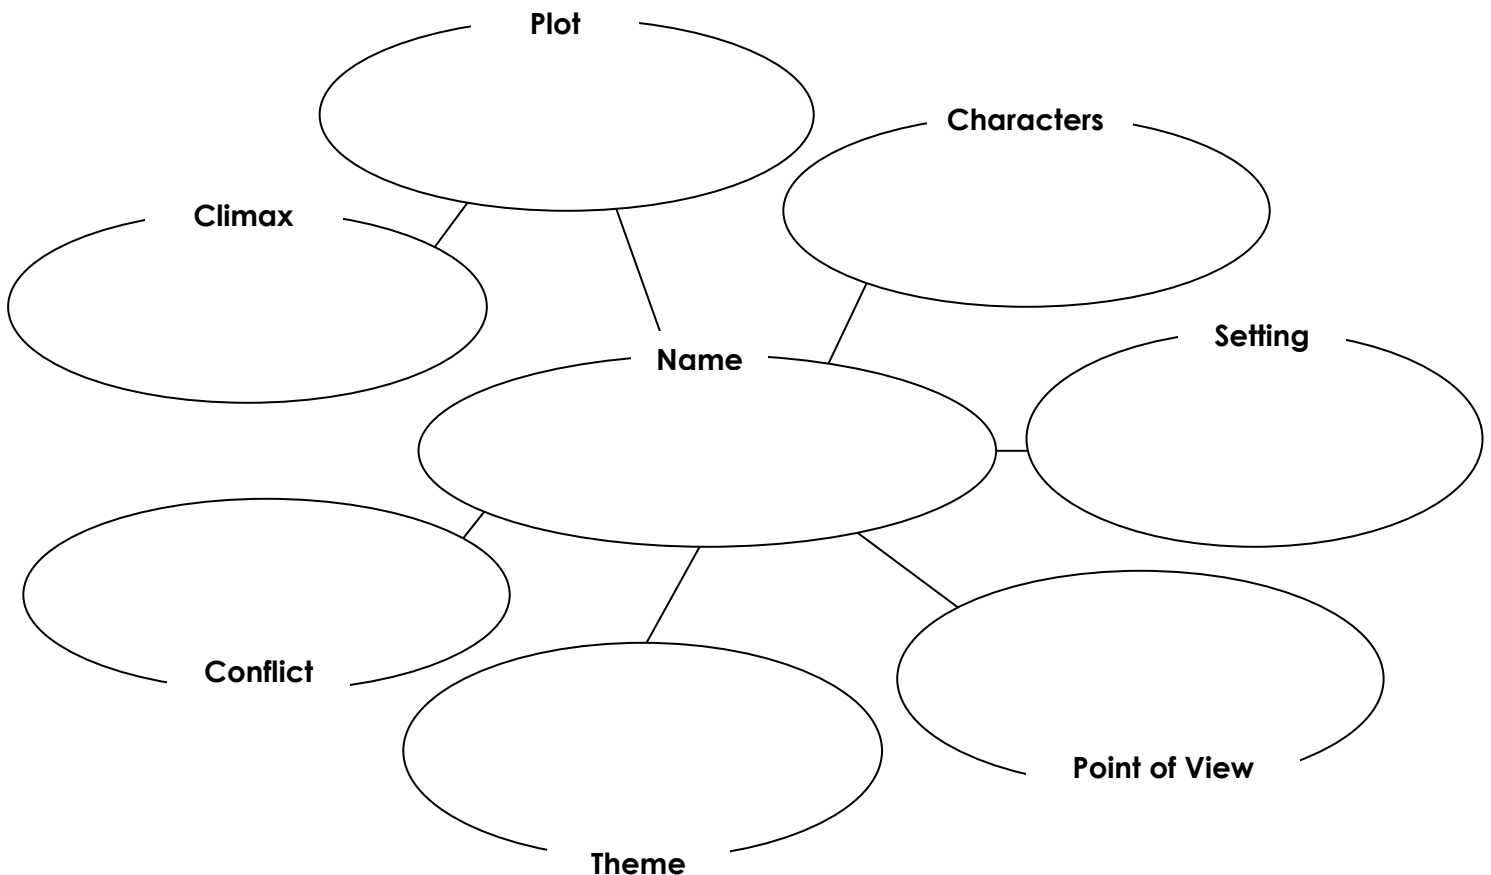 Plot
Characters
Climax
Setting
Name
Conflict
Point of View
Theme